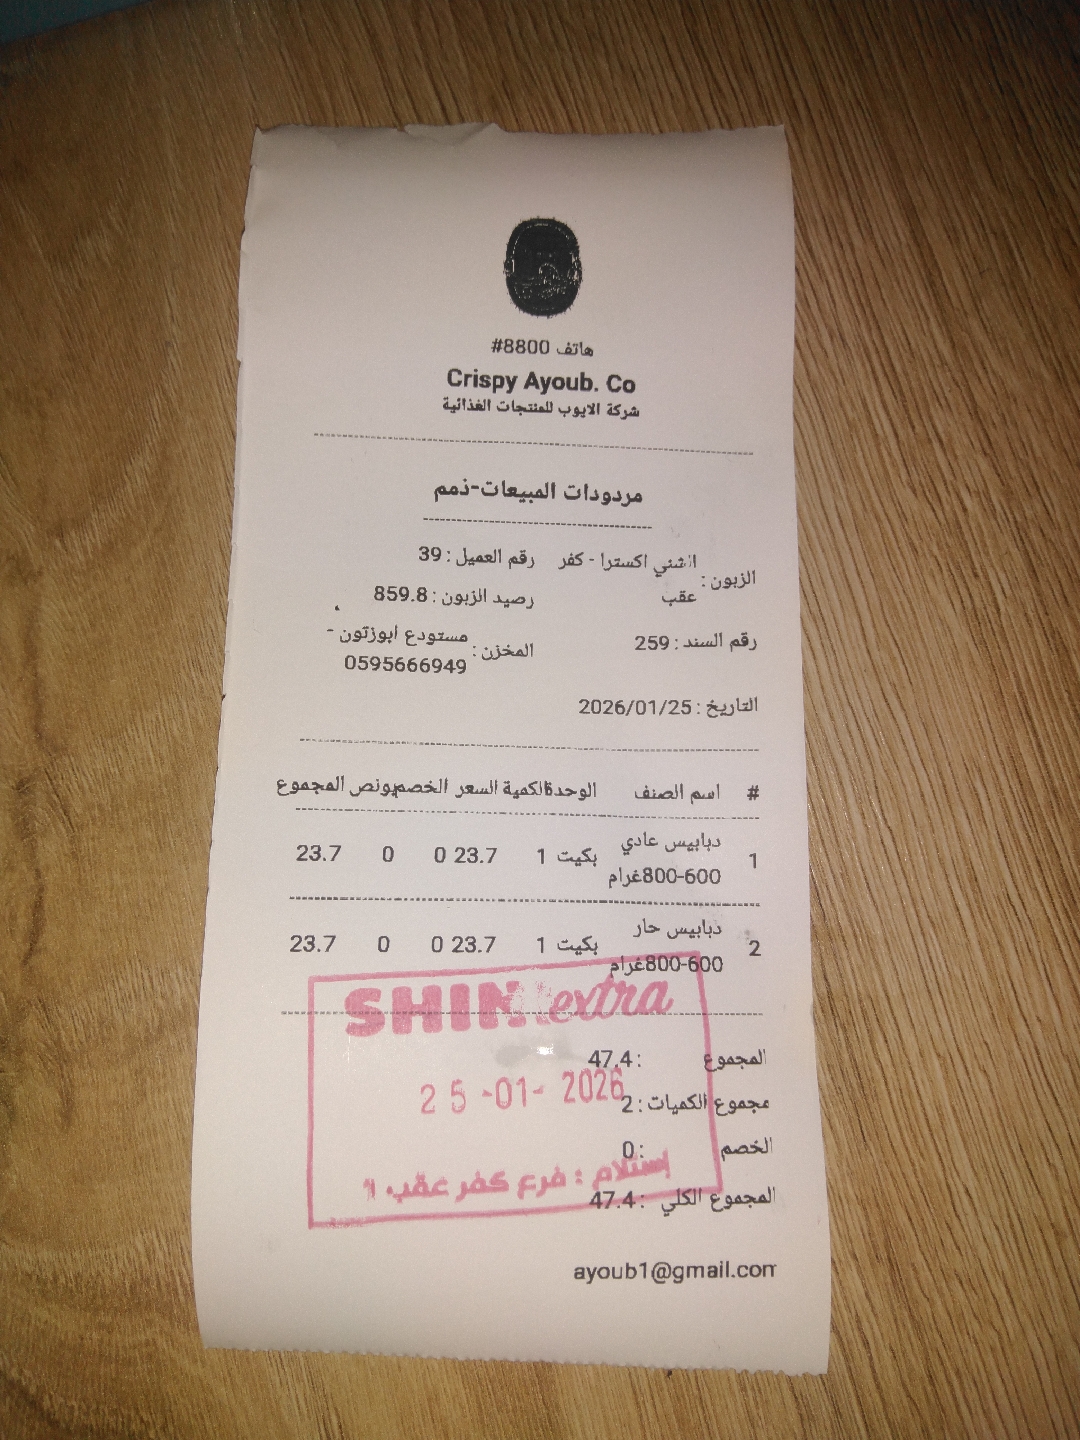 هاتف 8800#
Crispy Ayoub. Co
شركة الايوب للمنتجات الغذائية
مردودات المبيعات-ذمم
الزبون : الشني اكسترا - كفر عقب
رقم العميل : 39
رصيد الزبون : 859.8
رقم السند : 259
المخزن : مستودع ابوزتون - 0595666949
التاريخ : 2026/01/25
# اسم الصنف الوحدة الكمية السعر الخصم بونص المجموع
1 دبابيس عادي 600-800غرام بكيت 1 23.7 0 0 23.7
2 دبابيس حار 600-800غرام بكيت 1 23.7 0 0 23.7
SHINI extra
المجموع : 47.4
25 -01- 2026
مجموع الكميات : 2
الخصم : 0
إستلام : فرع كفر عقب 1
المجموع الكلي : 47.4
ayoub1@gmail.com